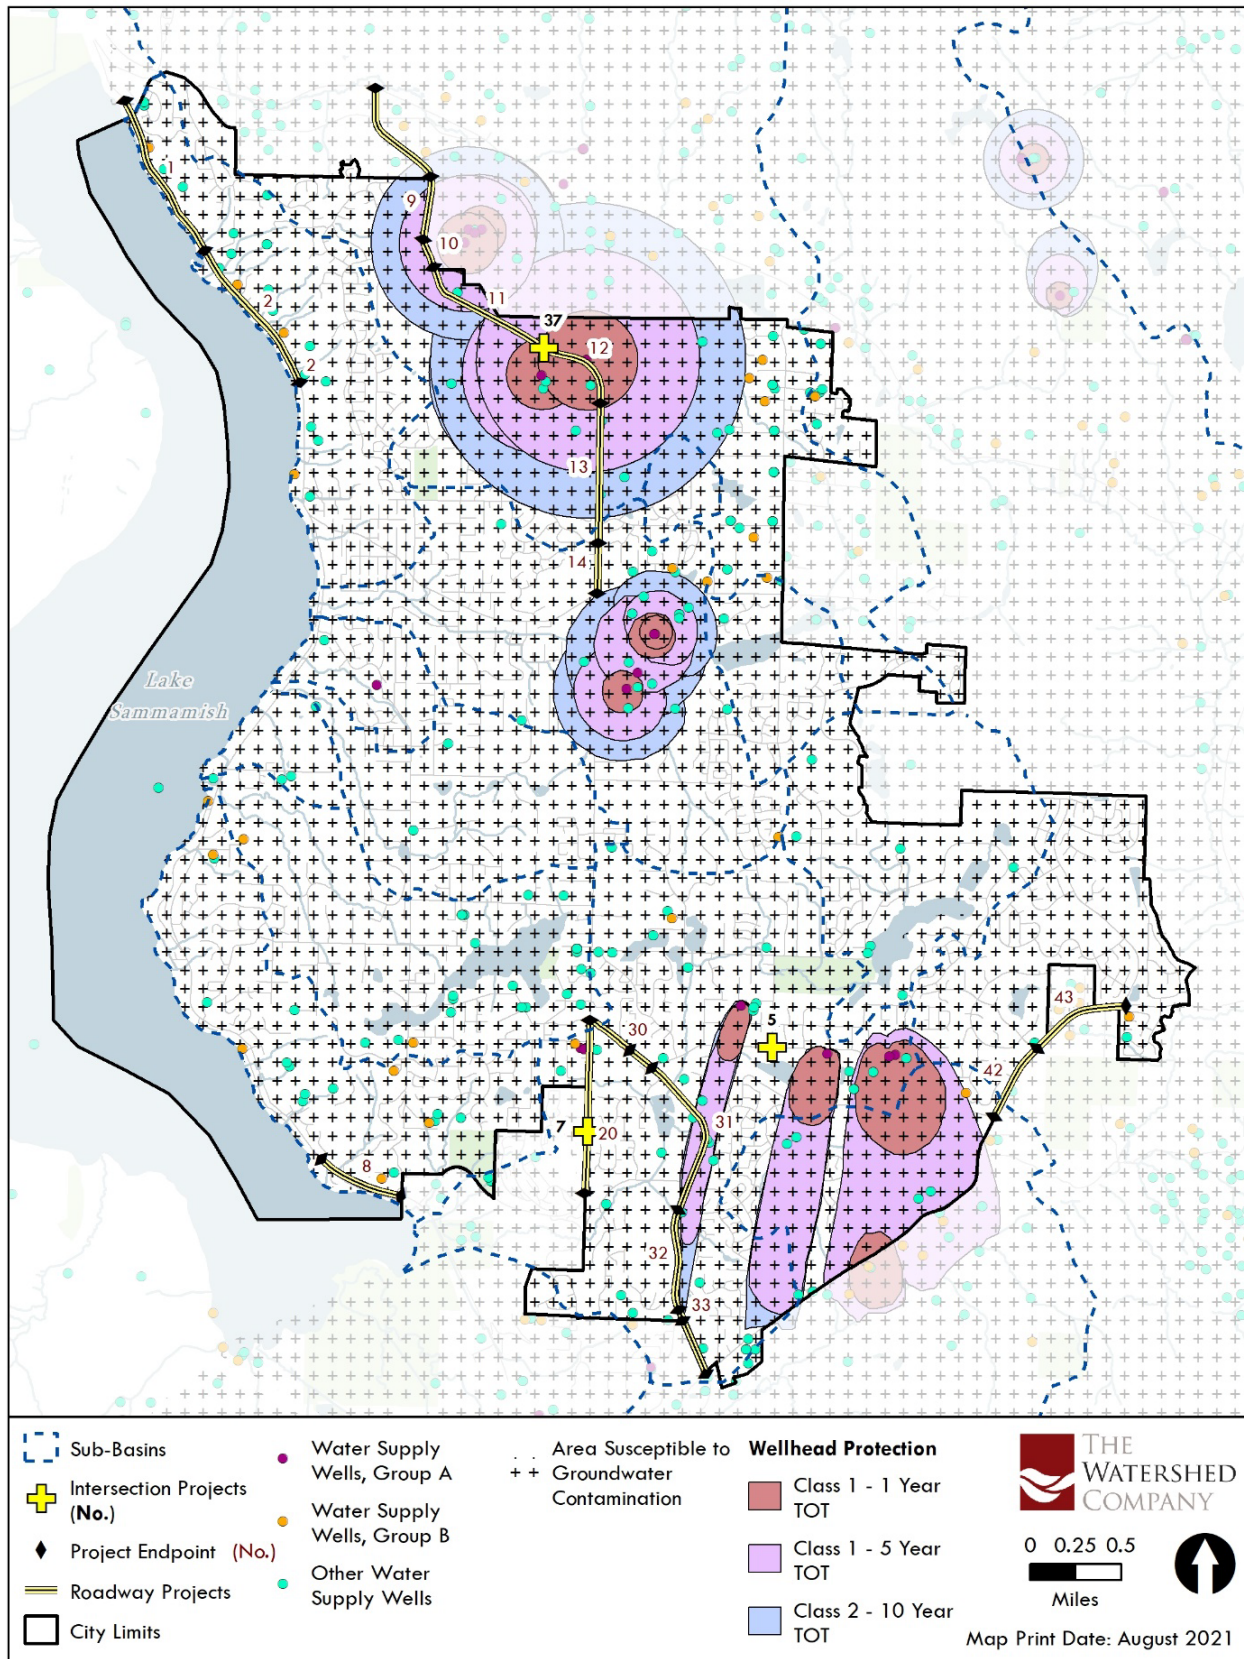 1
9
10
2
11
37
12
2
13
14
Lake
Sammamish
43
5
30
42
31
7
20
8
32
33
Sub-Basins
Intersection Projects
(No.)
Project Endpoint (No.)
Roadway Projects
City Limits
Water Supply
Wells, Group A
Water Supply
Wells, Group B
Other Water
Supply Wells
Area Susceptible to
Groundwater
Contamination
Wellhead Protection
Class 1 - 1 Year
TOT
Class 1 - 5 Year
TOT
Class 2 - 10 Year
TOT
THE
WATERSHED
COMPANY
0 0.25 0.5
Miles
Map Print Date: August 2021